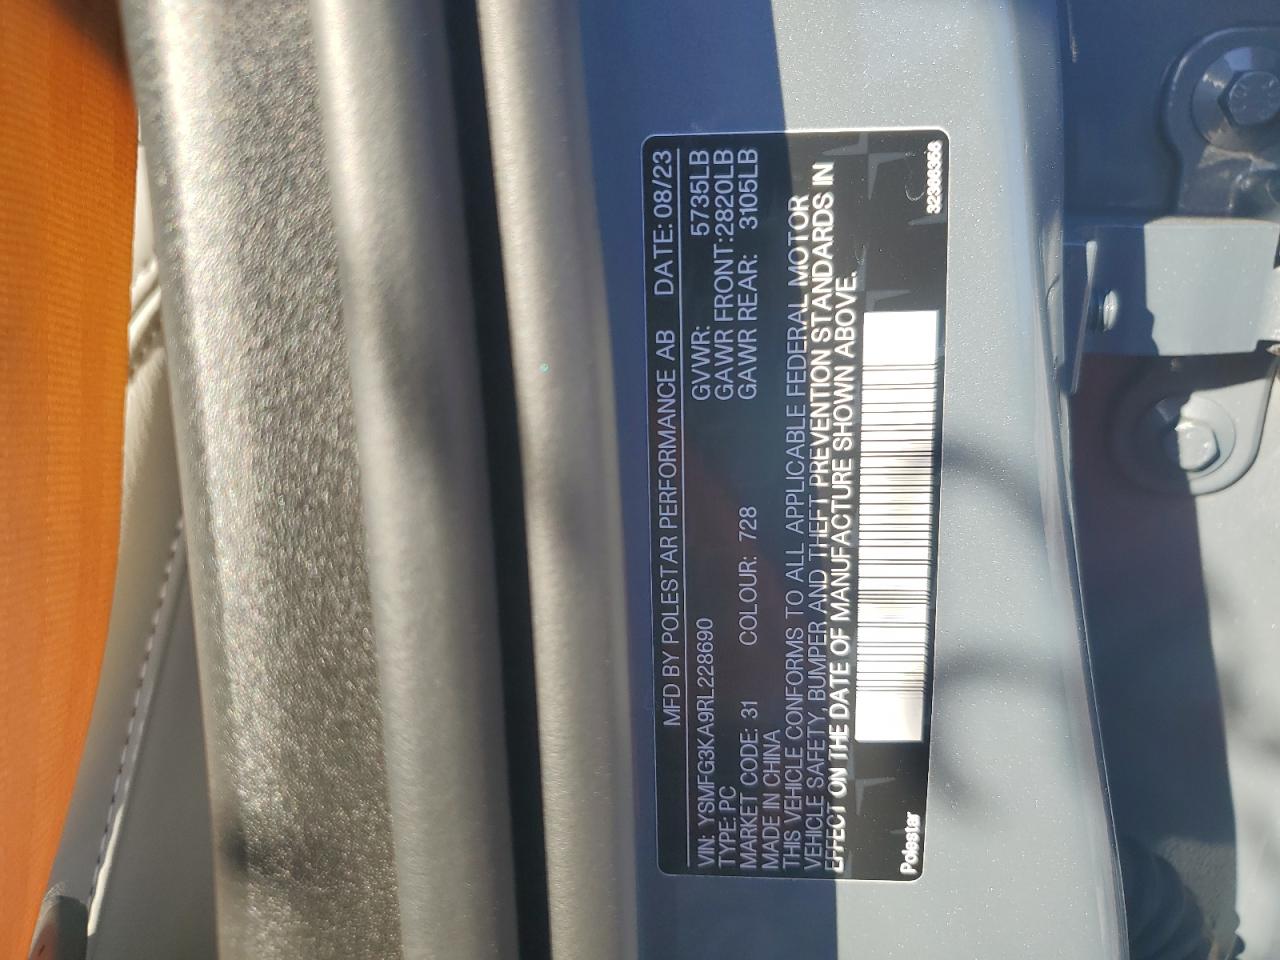 MFD BY POLESTAR PERFORMANCE AB DATE: 08/23
VIN: YSMFG3KA9RL228690 GVWR: 5735LB
TYPE: PC GAWR FRONT: 2820LB
MARKET CODE: 31 COLOUR: 728 GAWR REAR: 3105LB
MADE IN CHINA
THIS VEHICLE CONFORMS TO ALL APPLICABLE FEDERAL MOTOR
VEHICLE SAFETY, BUMPER AND THEFT PREVENTION STANDARDS IN
EFFECT ON THE DATE OF MANUFACTURE SHOWN ABOVE.
Polestar 32368356